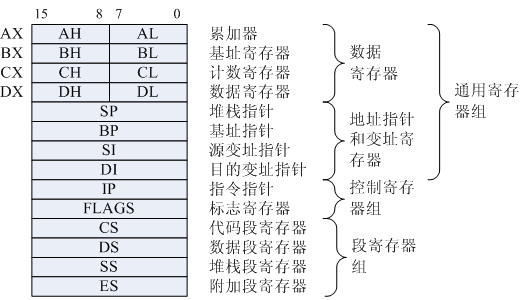 15 8 7 0
AX AH AL 累加器
BX BH BL 基址寄存器
CX CH CL 计数寄存器
DX DH DL 数据寄存器
数据
寄存器
SP 堆栈指针
BP 基址指针
SI 源变址指针
DI 目的变址指针
地址指针
和变址寄
存器
通用寄存
器组
IP 指令指针
FLAGS 标志寄存器
控制寄存
器组
CS 代码段寄存器
DS 数据段寄存器
SS 堆栈段寄存器
ES 附加段寄存器
段寄存器
组